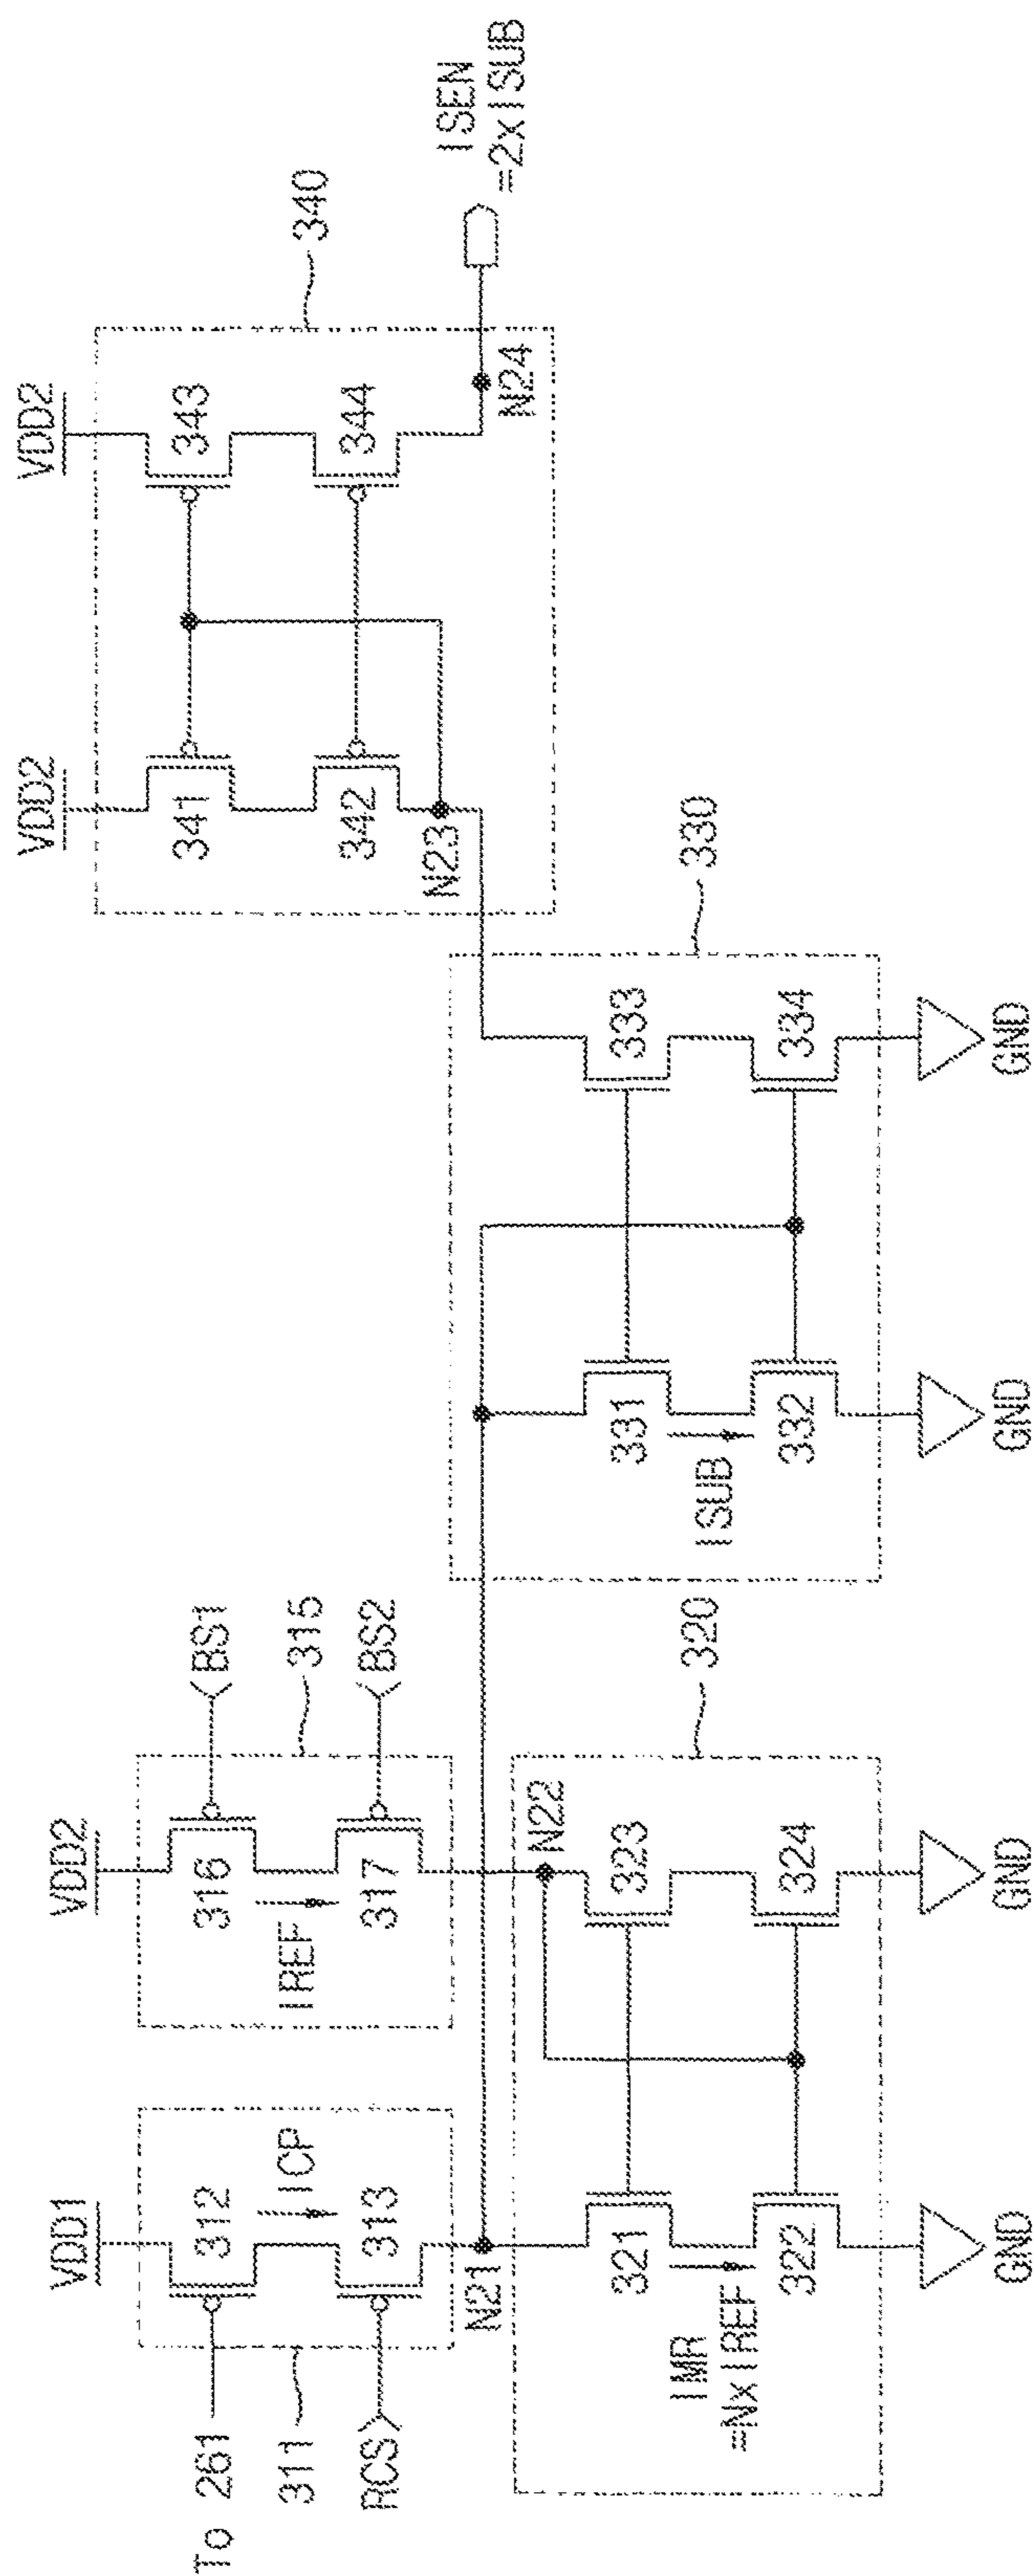 VDD1
VDD2
VDD2
VDD2
To 261
311
RCS
312
ICP
313
316
IREF
317
BS1
315
BS2
341
342
343
344
340
N23
N24
ISEN
=2xISUB
N21
N22
321
IMR
=NxIREF
322
323
324
320
331
ISUB
332
333
334
330
GND
GND
GND
GND